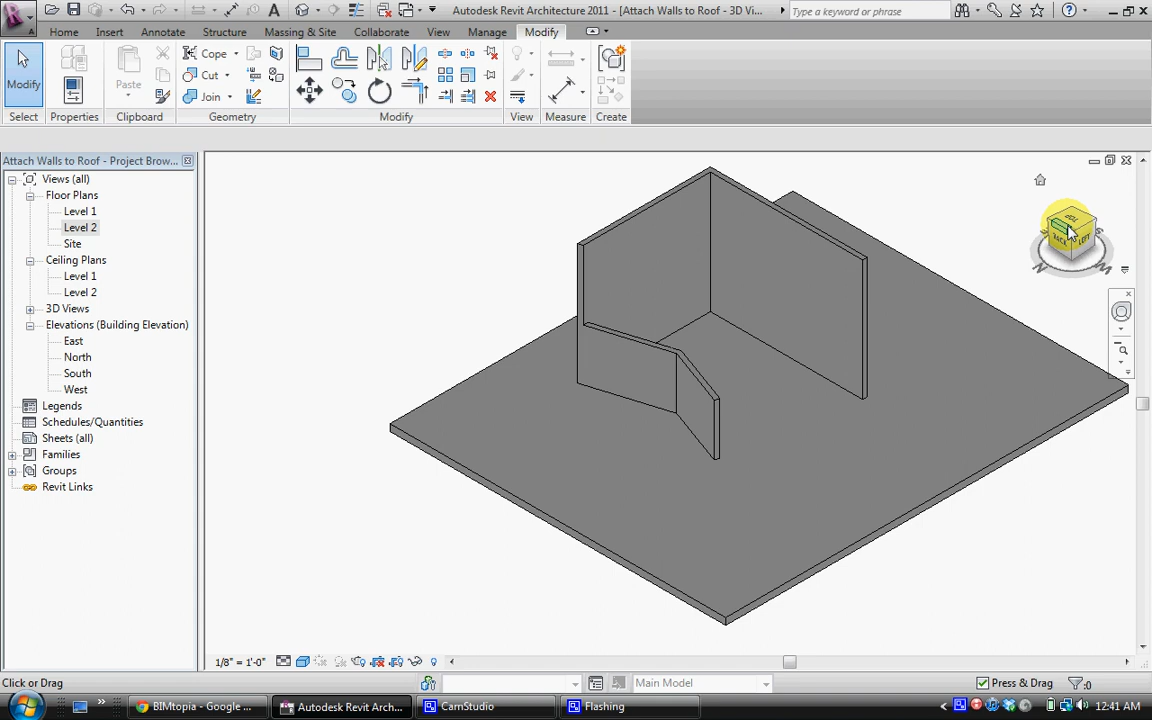 Autodesk Revit Architecture 2011 - [Attach Walls to Roof - 3D Vi...
Type a keyword or phrase
Home Insert Annotate Structure Massing & Site Collaborate View Manage Modify
Modify
Paste
Cope
Cut
Join
Select Properties Clipboard Geometry Modify View Measure Create
Attach Walls to Roof - Project Brow...
Views (all)
Floor Plans
Level 1
Level 2
Site
Ceiling Plans
Level 1
Level 2
3D Views
Elevations (Building Elevation)
East
North
South
West
Legends
Schedules/Quantities
Sheets (all)
Families
Groups
Revit Links
TOP
BACK LEFT
1/8" = 1'-0"
Click or Drag
Main Model
Press & Drag
:0
BIMtopia - Google ...
Autodesk Revit Arch...
CamStudio
Flashing
12:41 AM